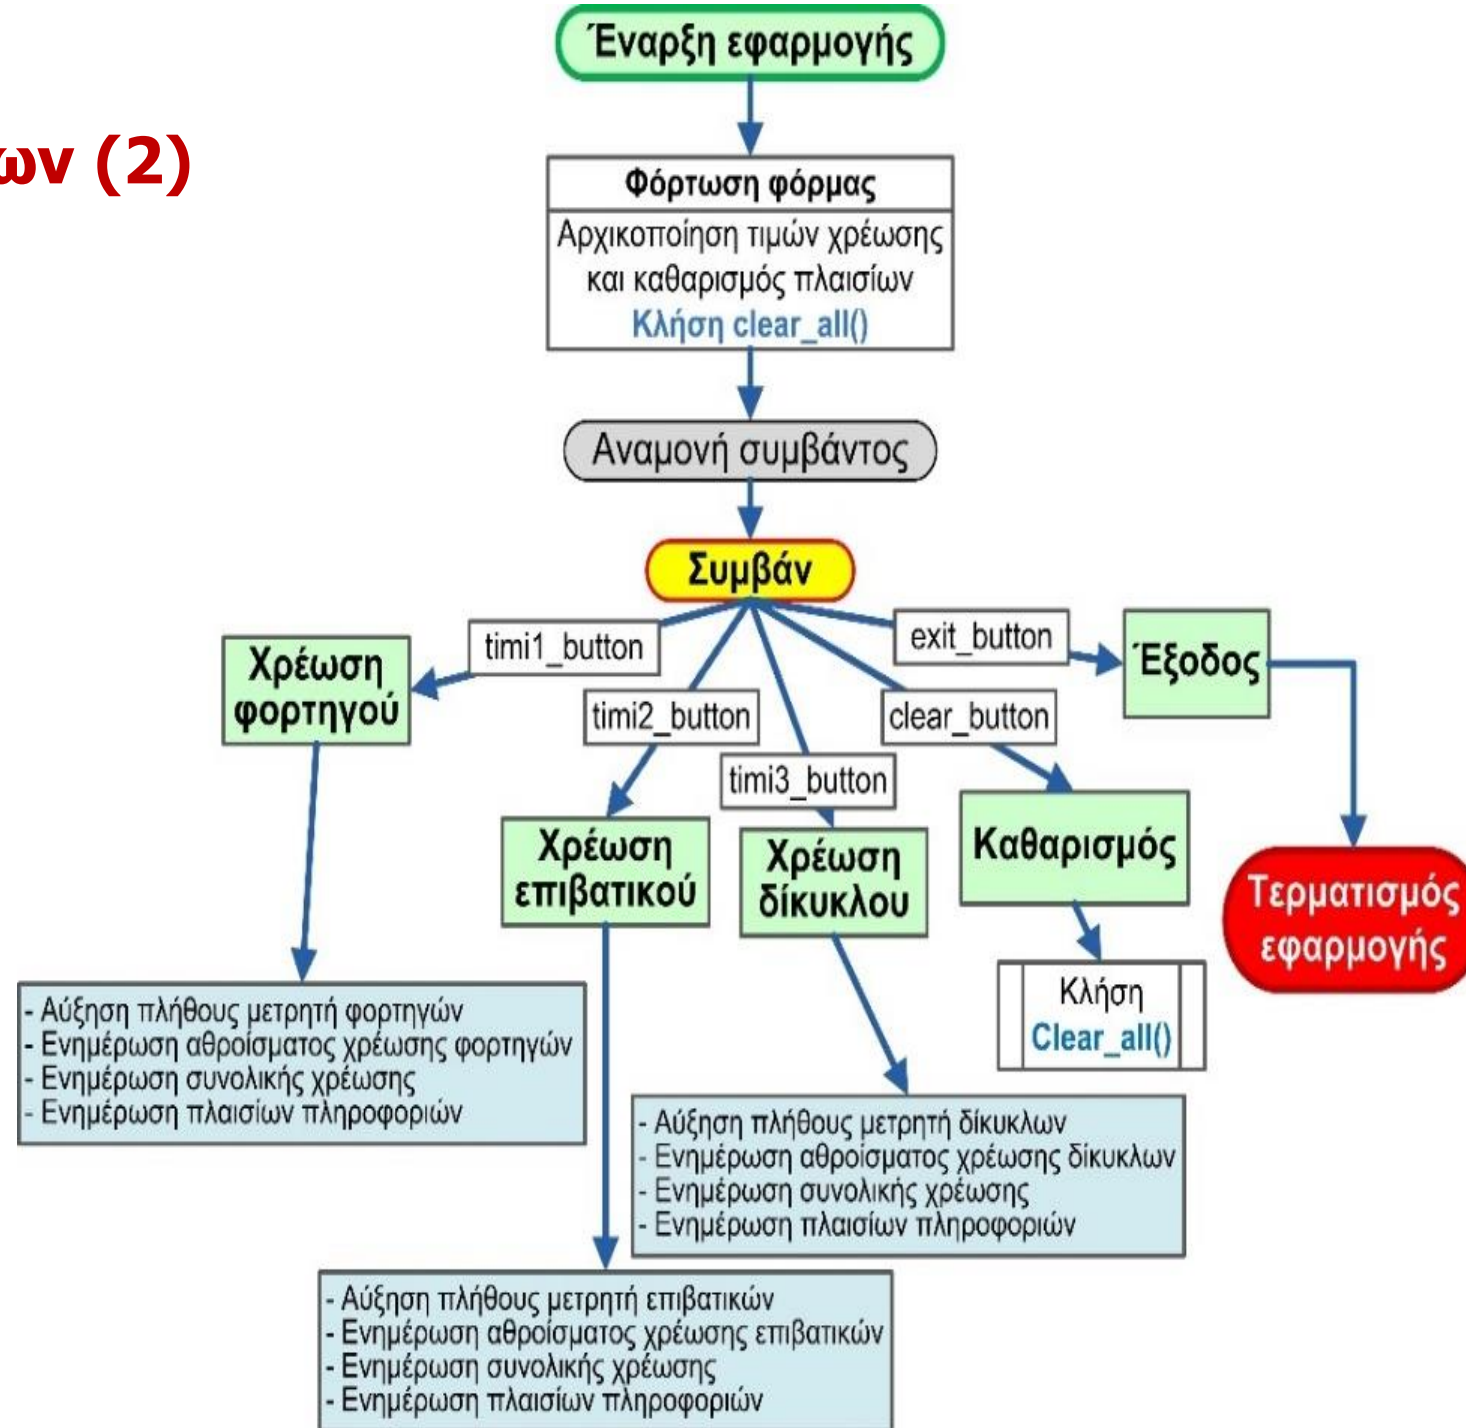 Έναρξη εφαρμογής
ων (2)
Φόρτωση φόρμας
Αρχικοποίηση τιμών χρέωσης
και καθαρισμός πλαισίων
Κλήση clear_all()
Αναμονή συμβάντος
Συμβάν
timi1_button
exit_button
Χρέωση
φορτηγού
Έξοδος
timi2_button
clear_button
timi3_button
Χρέωση
επιβατικού
Χρέωση
δίκυκλου
Καθαρισμός
Τερματισμός
εφαρμογής
Κλήση
Clear_all()
- Αύξηση πλήθους μετρητή φορτηγών
- Ενημέρωση αθροίσματος χρέωσης φορτηγών
- Ενημέρωση συνολικής χρέωσης
- Ενημέρωση πλαισίων πληροφοριών
- Αύξηση πλήθους μετρητή δίκυκλων
- Ενημέρωση αθροίσματος χρέωσης δίκυκλων
- Ενημέρωση συνολικής χρέωσης
- Ενημέρωση πλαισίων πληροφοριών
- Αύξηση πλήθους μετρητή επιβατικών
- Ενημέρωση αθροίσματος χρέωσης επιβατικών
- Ενημέρωση συνολικής χρέωσης
- Ενημέρωση πλαισίων πληροφοριών